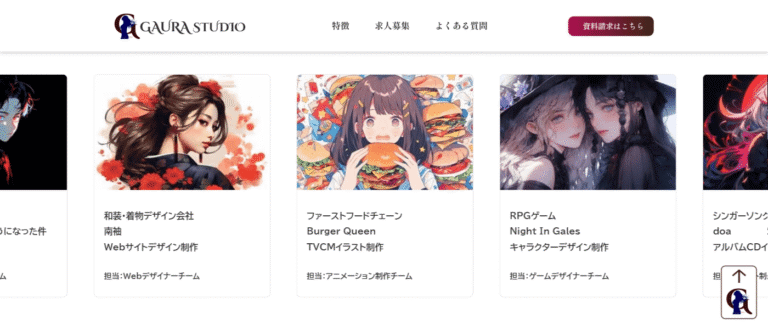 GAURA STUDIO
特徴
求人募集
よくある質問
資料請求はこちら
うになった件
ム
和装・着物デザイン会社
南袖
Webサイトデザイン制作
担当：Webデザイナーチーム
ファーストフードチェーン
Burger Queen
TVCMイラスト制作
担当：アニメーション制作チーム
RPGゲーム
Night In Gales
キャラクターデザイン制作
担当：ゲームデザイナーチーム
シンガーソング
doa
アルバムCDイ
担当